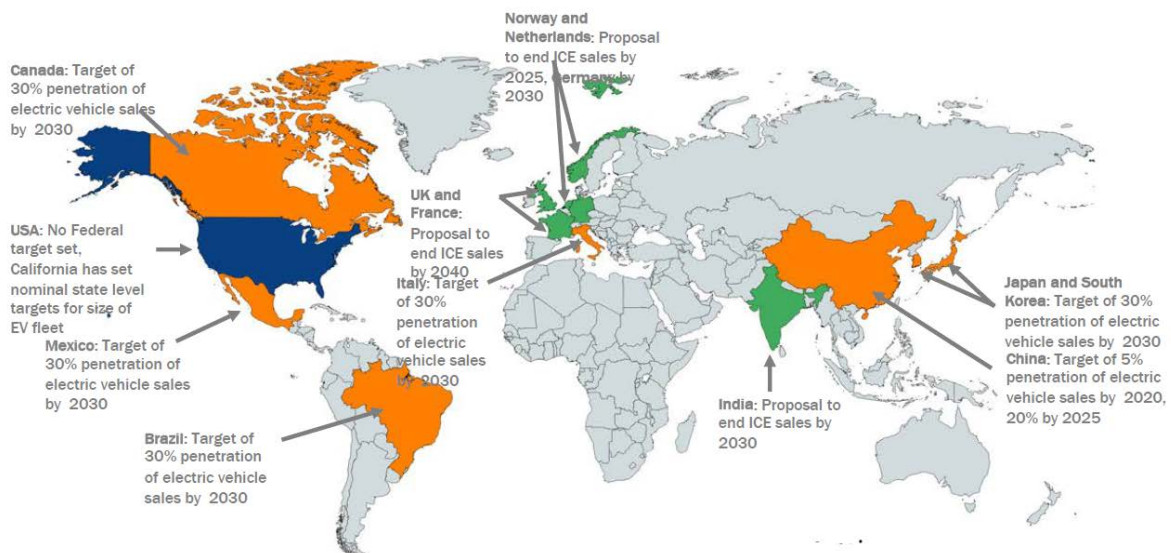 Norway and
Netherlands: Proposal
to end ICE sales by
2025, Germany by
2030
Canada: Target of
30% penetration of
electric vehicle sales
by 2030
UK and
France:
Proposal to
end ICE sales
by 2040
USA: No Federal
target set,
California has set
nominal state level
targets for size of
EV fleet
Italy: Target
of 30%
penetration
of electric
vehicle sales
by 2030
Mexico: Target of
30% penetration of
electric vehicle sales
by 2030
Brazil: Target of
30% penetration
of electric vehicle
sales by 2030
India: Proposal to
end ICE sales by
2030
Japan and South
Korea: Target of 30%
penetration of electric
vehicle sales by 2030
China: Target of 5%
penetration of electric
vehicle sales by 2020,
20% by 2025